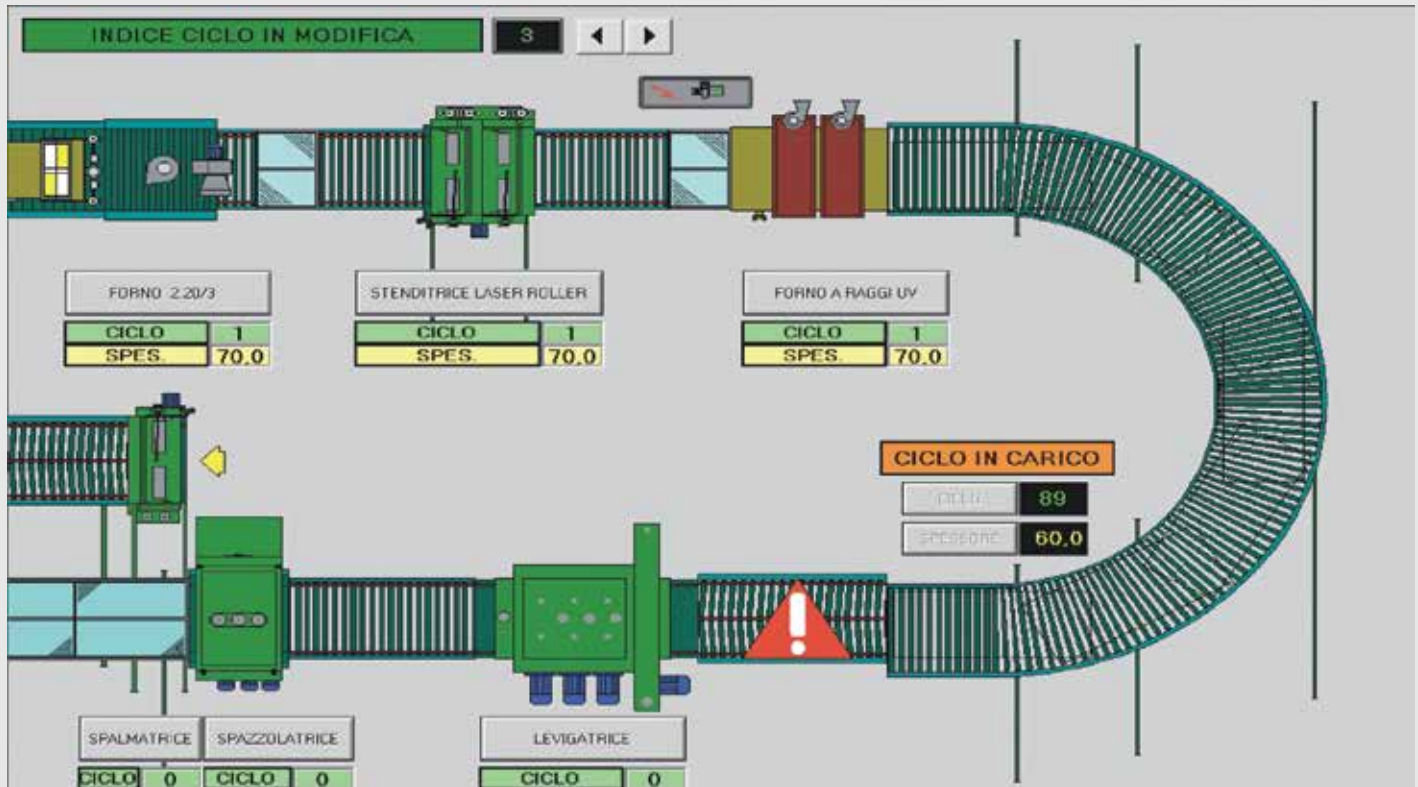 INDICE CICLO IN MODIFICA 3
FORNO 2.20/3
CICLO 1
SPES. 70,0
STENDITRICE LASER ROLLER
CICLO 1
SPES. 70,0
FORNO A RAGGI UV
CICLO 1
SPES. 70,0
CICLO IN CARICO
CICLO 89
SPESSORE 60,0
SPALMATRICE
CICLO 0
SPAZZOLATRICE
CICLO 0
LEVIGATRICE
CICLO 0